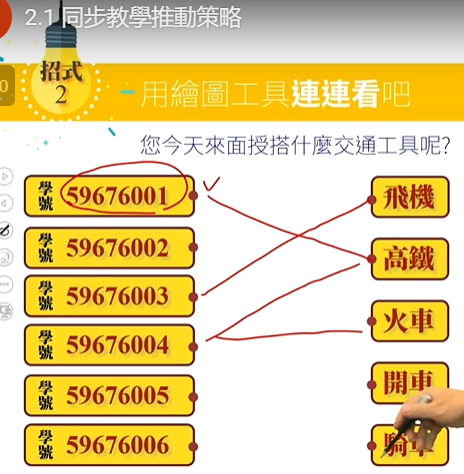 2.1 同步教學推動策略
招式
2
用繪圖工具連連看吧
您今天來面授搭什麼交通工具呢?
學號 59676001
飛機
學號 59676002
高鐵
學號 59676003
火車
學號 59676004
開車
學號 59676005
學號 59676006